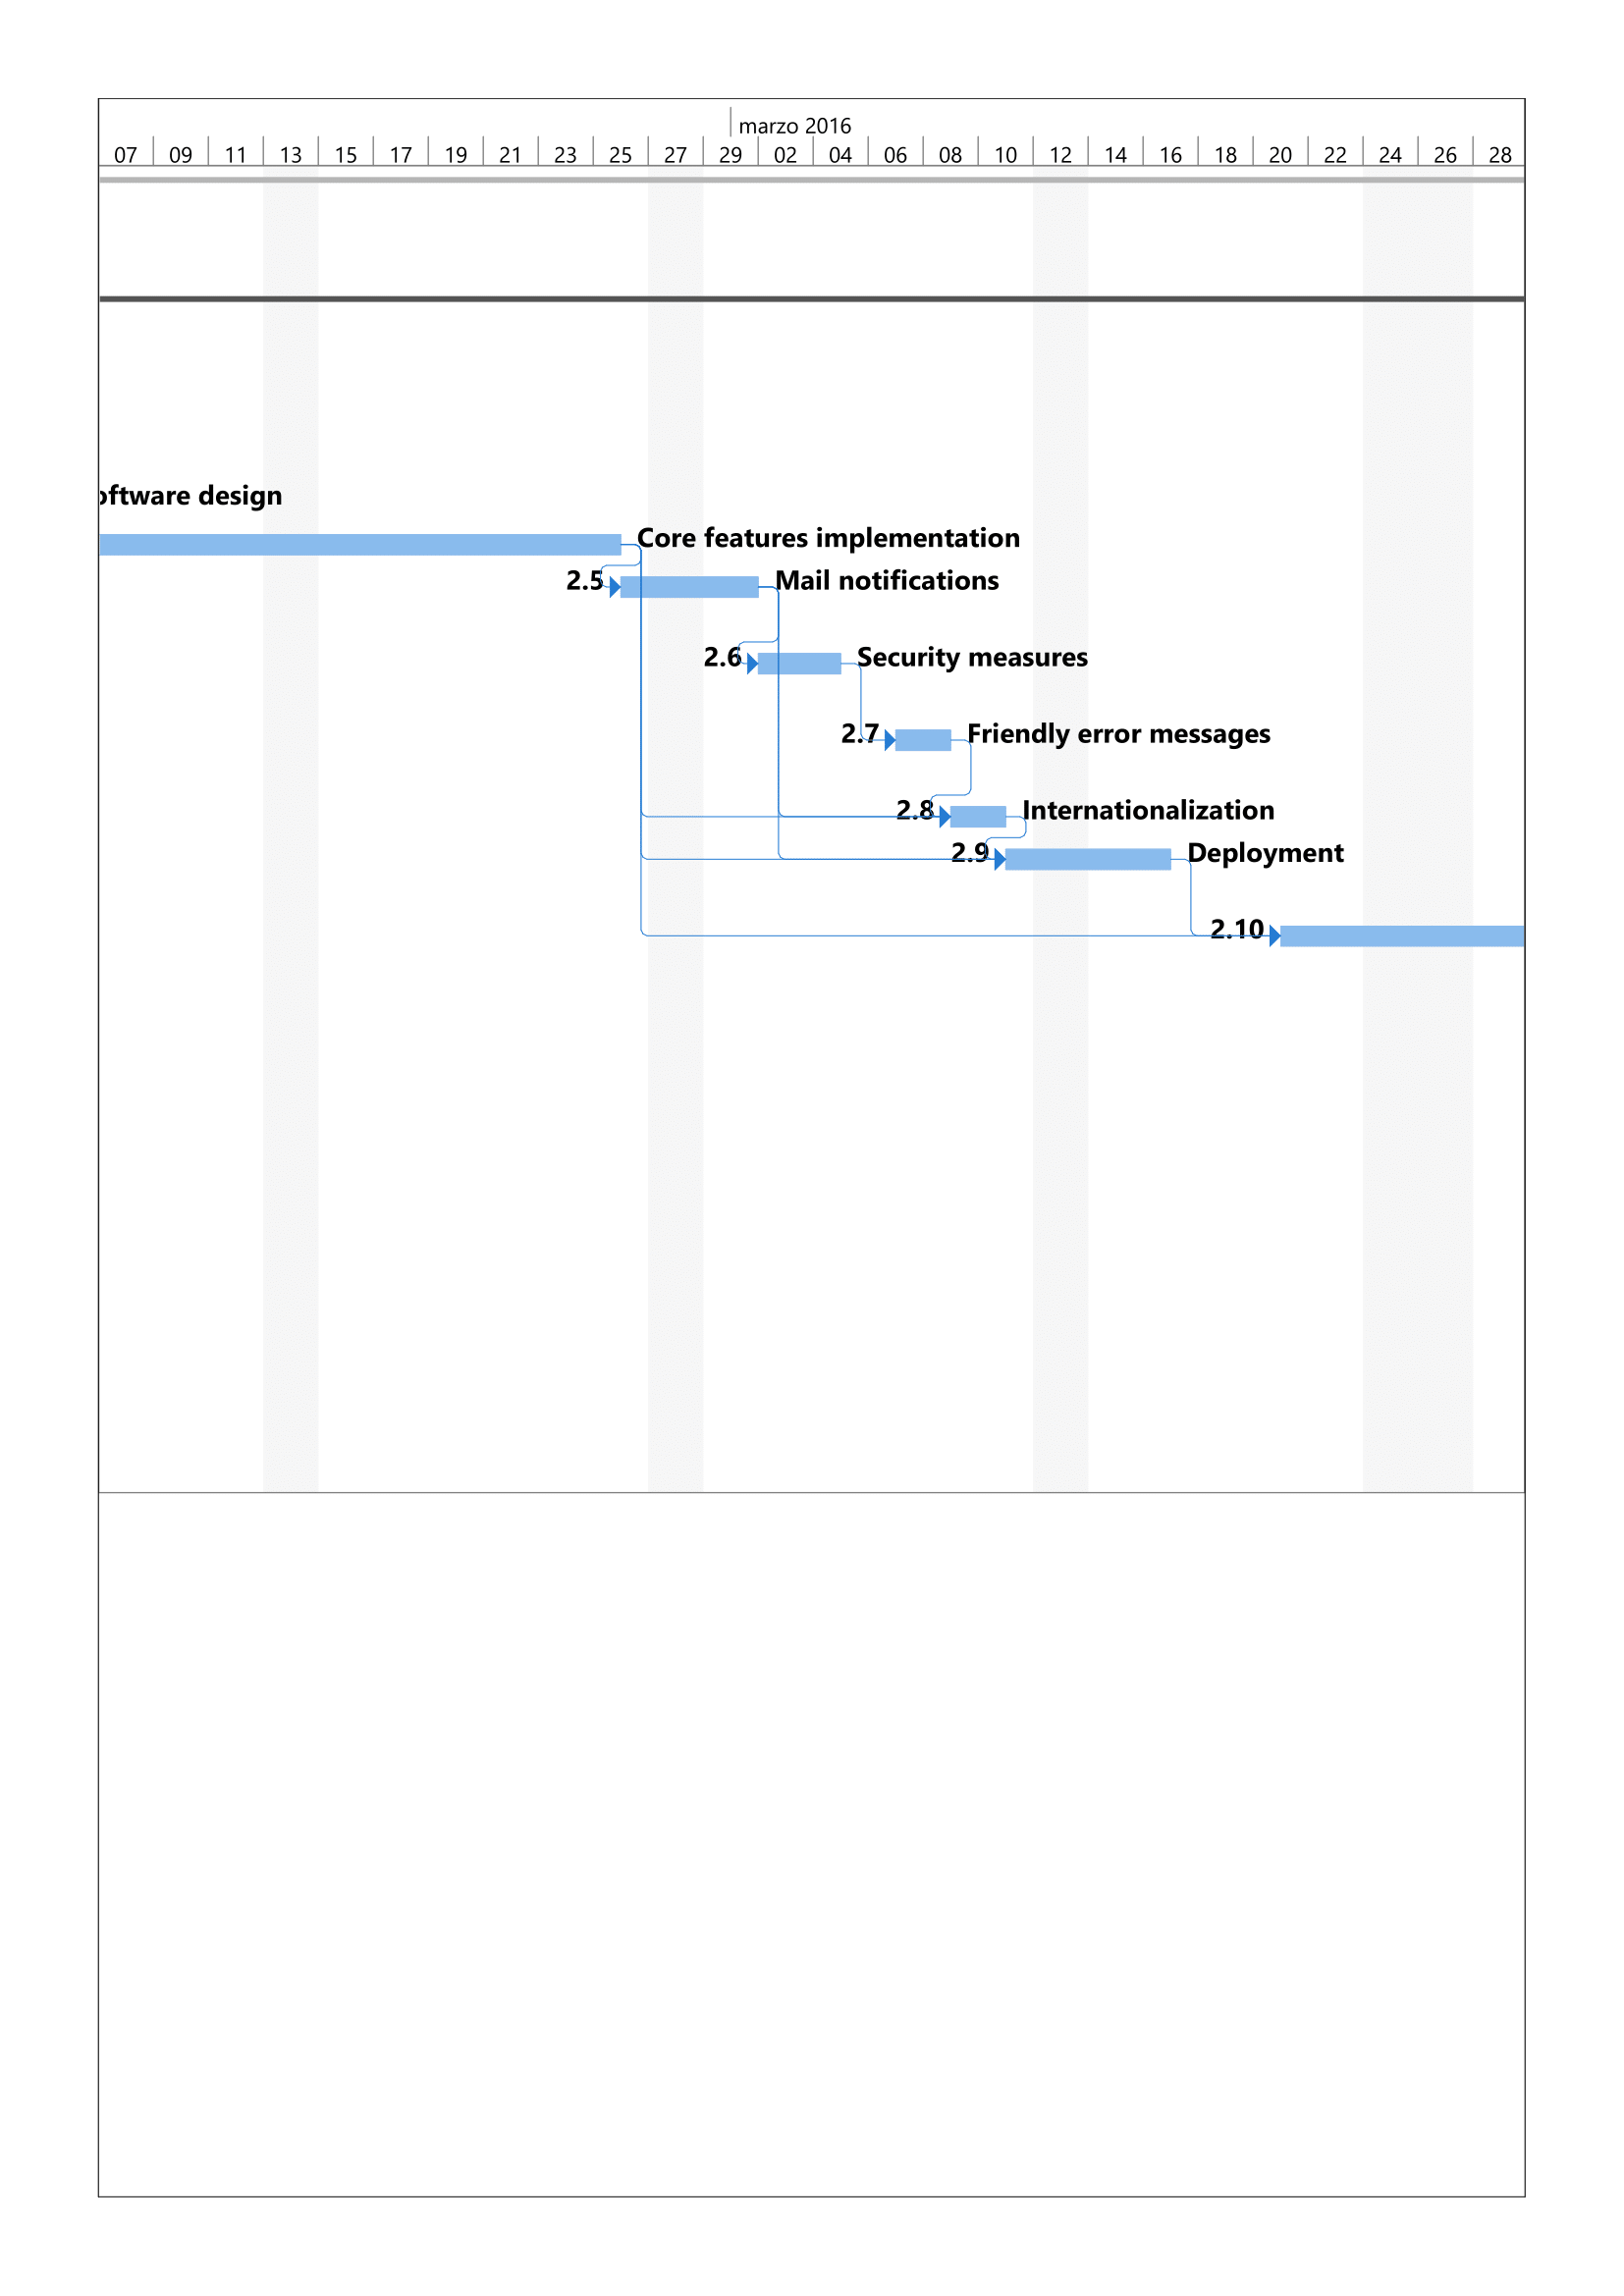 marzo 2016
07 09 11 13 15 17 19 21 23 25 27 29 02 04 06 08 10 12 14 16 18 20 22 24 26 28
oftware design
Core features implementation
2.5 Mail notifications
2.6 Security measures
2.7 Friendly error messages
2.8 Internationalization
2.9 Deployment
2.10